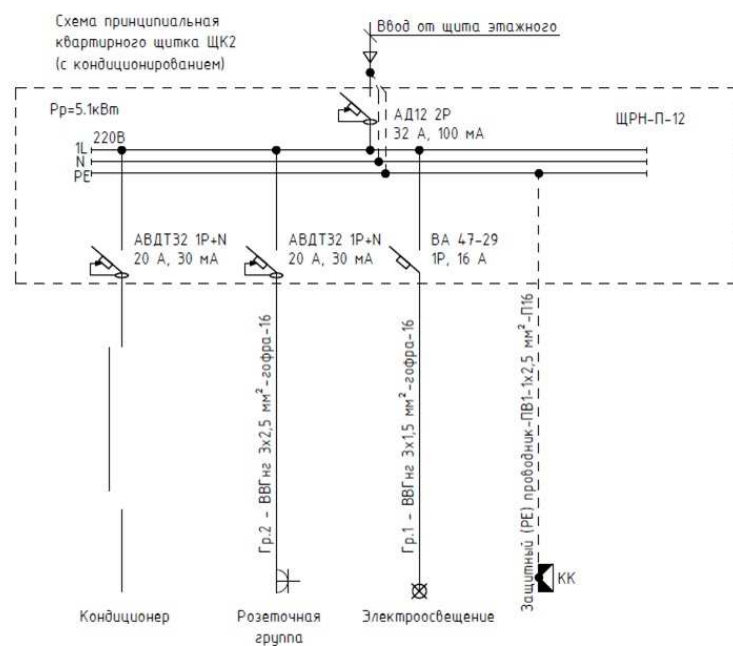 Схема принципиальная
квартирного щитка ЩК2
(с кондиционированием)
Ввод от щита этажного
Рр=5.1кВт
АД12 2Р
32 А, 100 мА
ЩРН-П-12
220В
1L
N
PE
АВДТ32 1Р+N
20 А, 30 мА
АВДТ32 1Р+N
20 А, 30 мА
ВА 47-29
1Р, 16 А
Гр.2 - ВВГнг 3х2,5 мм²-гофра-16
Гр.1 - ВВГнг 3х1,5 мм²-гофра-16
Защитный (РЕ) проводник-ПВ1-1х2,5 мм²-П16
КК
Кондиционер
Розеточная
группа
Электроосвещение